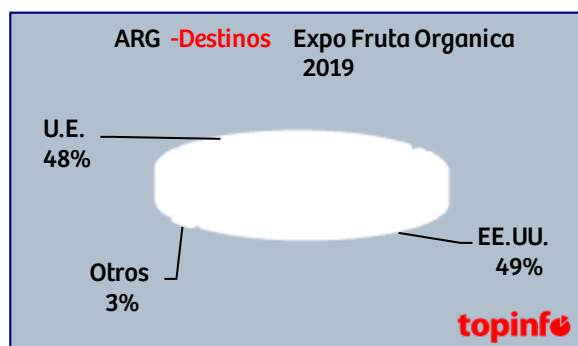 ARG -Destinos Expo Fruta Organica
2019
U.E.
48%
EE.UU.
49%
Otros
3%
topinfo